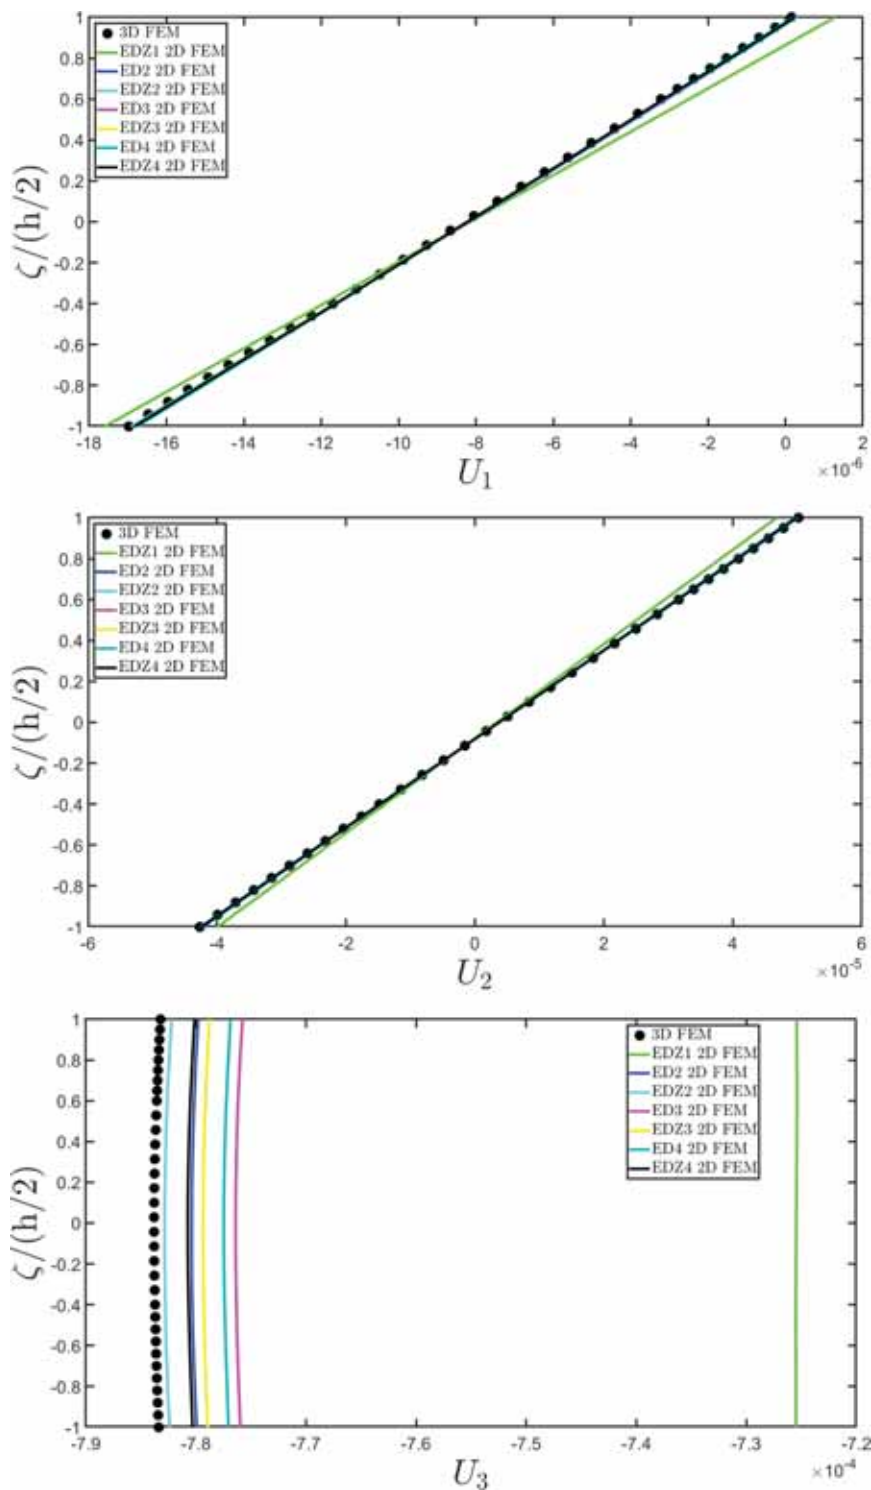 1
0.8
0.6
0.4
0.2
0
-0.2
-0.4
-0.6
-0.8
-1
ζ/(h/2)
3D FEM
EDZ1 2D FEM
ED2 2D FEM
EDZ2 2D FEM
ED3 2D FEM
EDZ3 2D FEM
ED4 2D FEM
EDZ4 2D FEM
-18 -16 -14 -12 -10 -8 -6 -4 -2 0 2
U₁ ×10⁻⁶
1
0.8
0.6
0.4
0.2
0
-0.2
-0.4
-0.6
-0.8
-1
ζ/(h/2)
3D FEM
EDZ1 2D FEM
ED2 2D FEM
EDZ2 2D FEM
ED3 2D FEM
EDZ3 2D FEM
ED4 2D FEM
EDZ4 2D FEM
-6 -4 -2 0 2 4 6
U₂ ×10⁻⁵
1
0.8
0.6
0.4
0.2
0
-0.2
-0.4
-0.6
-0.8
-1
ζ/(h/2)
3D FEM
EDZ1 2D FEM
ED2 2D FEM
EDZ2 2D FEM
ED3 2D FEM
EDZ3 2D FEM
ED4 2D FEM
EDZ4 2D FEM
-7.9 -7.8 -7.7 -7.6 -7.5 -7.4 -7.3 -7.2
U₃ ×10⁻⁴